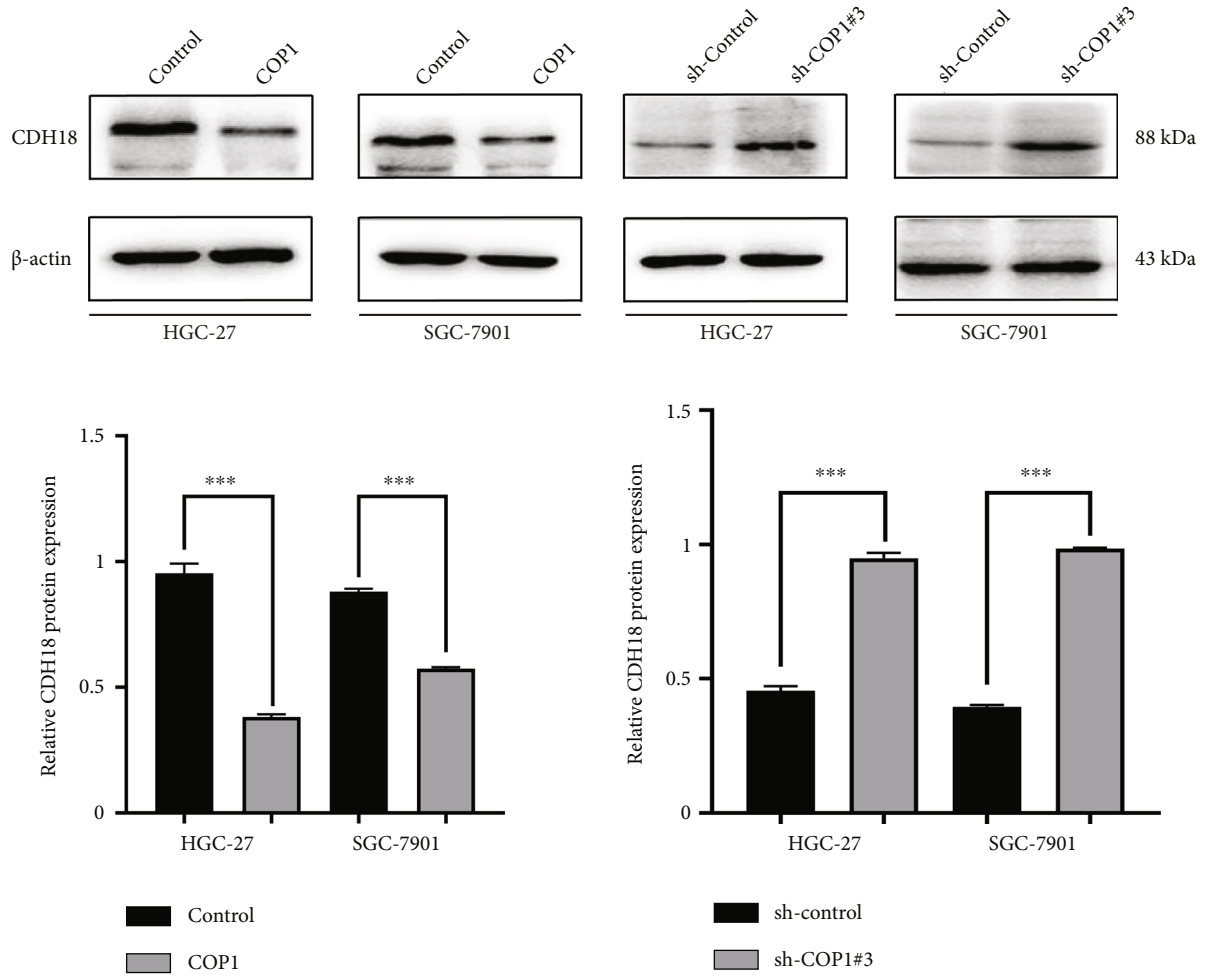 Control COP1 Control COP1 sh-Control sh-COP1#3 sh-Control sh-COP1#3
CDH18 88 kDa
β-actin 43 kDa
HGC-27 SGC-7901 HGC-27 SGC-7901
Relative CDH18 protein expression
1.5
1
0.5
0
*** ***
HGC-27 SGC-7901
Control
COP1
Relative CDH18 protein expression
1.5
1
0.5
0
*** ***
HGC-27 SGC-7901
sh-control
sh-COP1#3